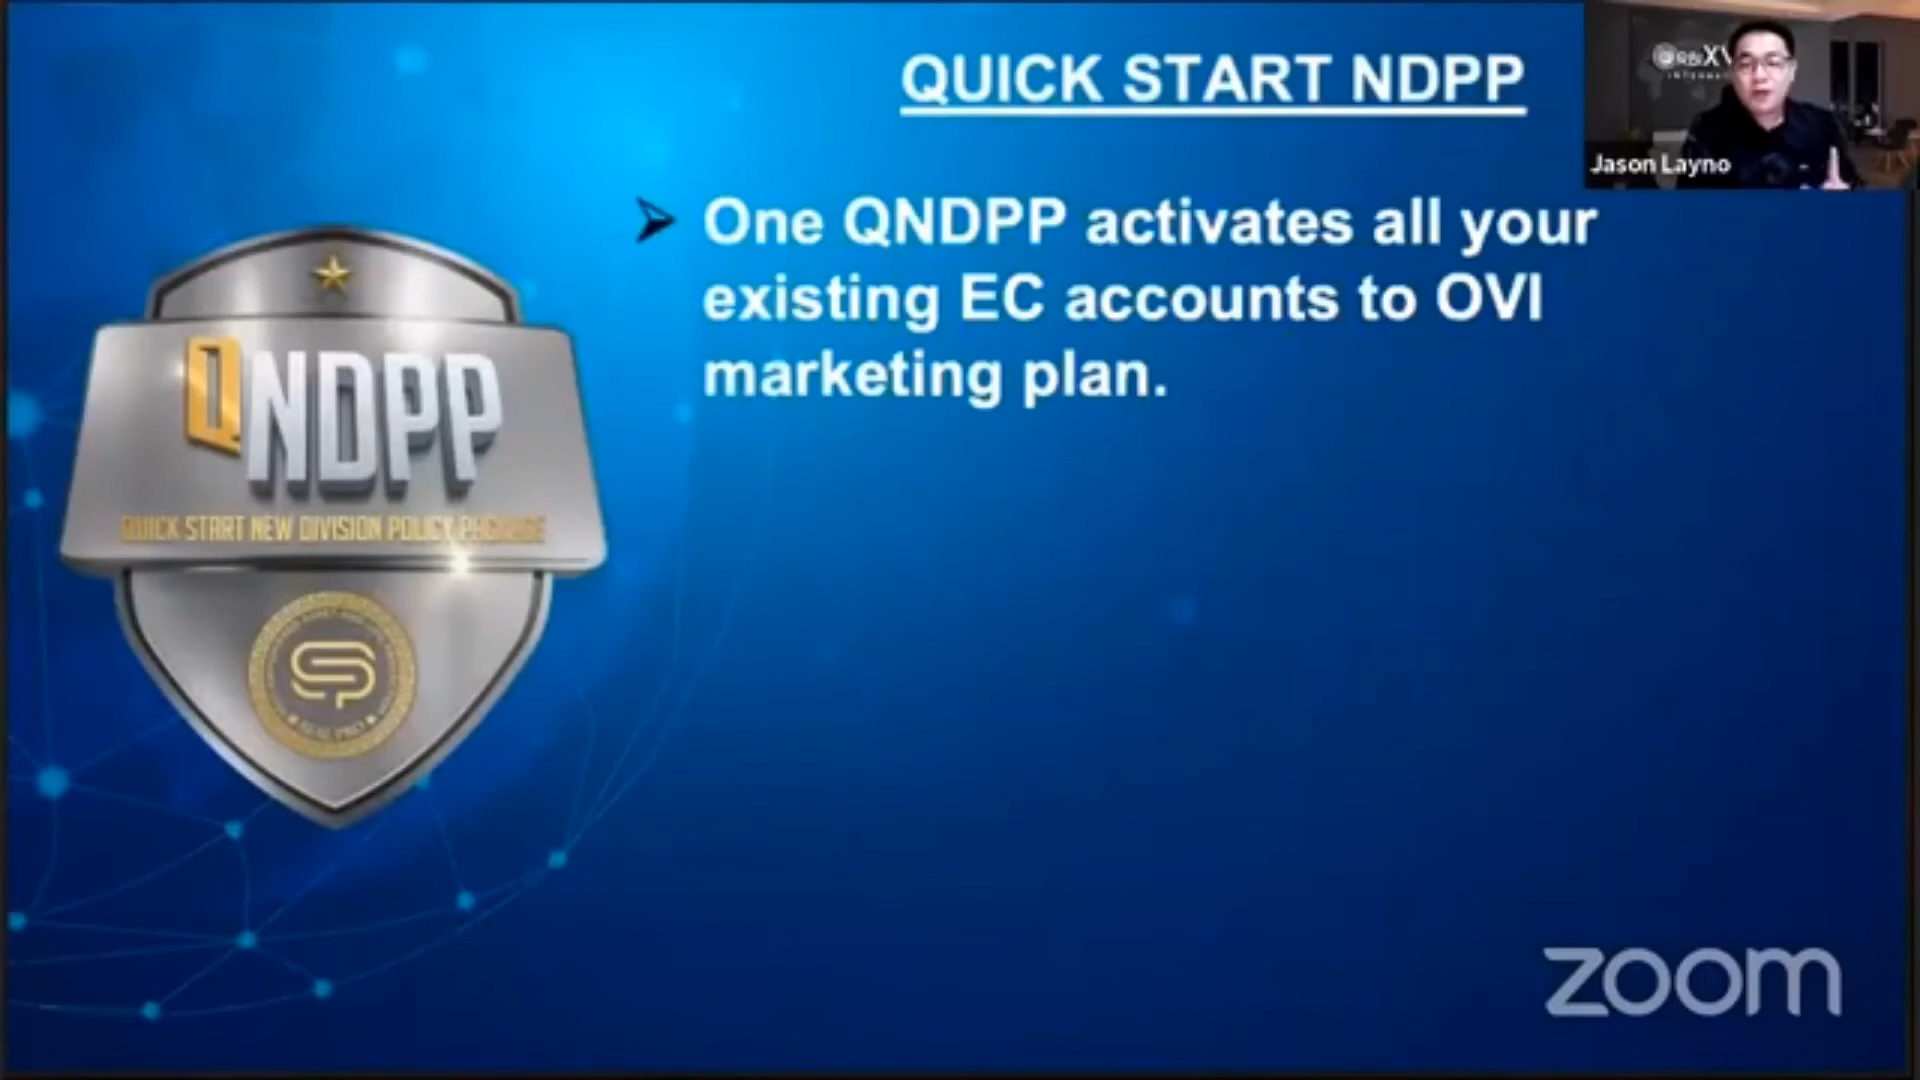 QUICK START NDPP
Jason Layno
One QNDPP activates all your
existing EC accounts to OVI
marketing plan.
QNDPP
QUICK START NEW DIVISION POLICY
SP
zoom